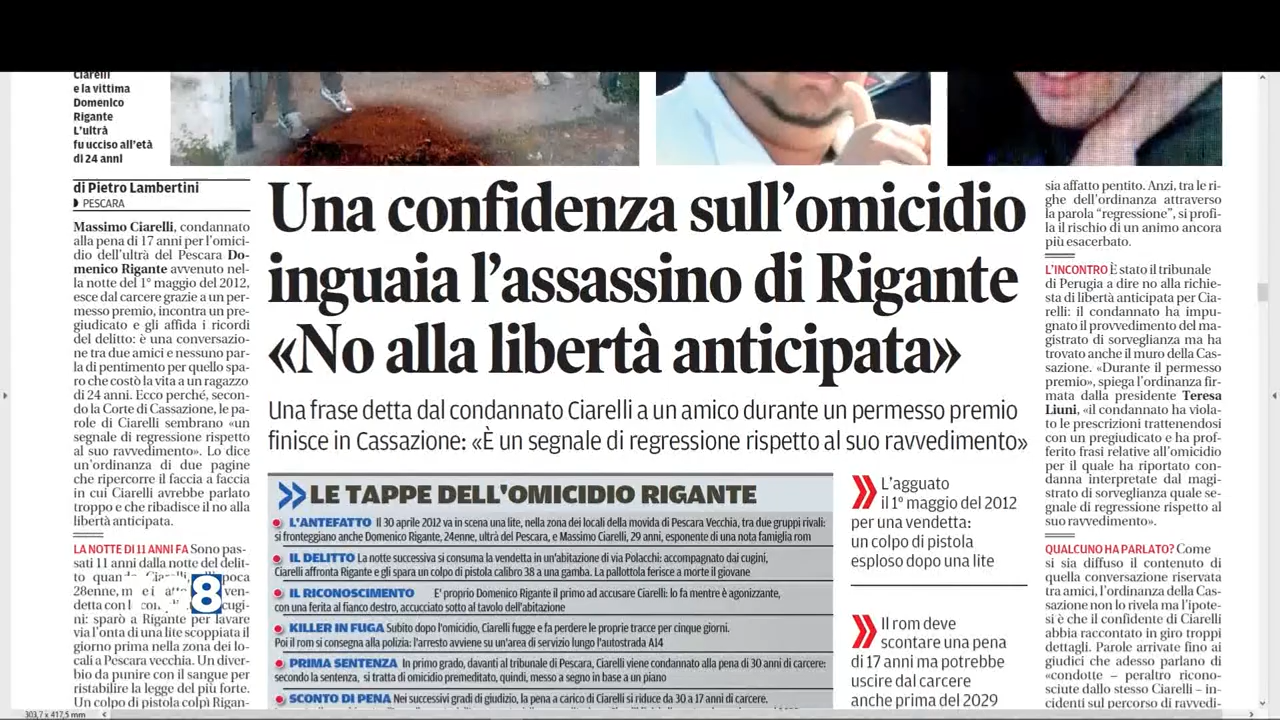 Ciarelli
e la vittima
Domenico
Rigante
L'ultrà
fu ucciso all'età
di 24 anni
di Pietro Lambertini
PESCARA
Massimo Ciarelli, condannato
alla pena di 17 anni per l'omici-
dio dell'ultrà del Pescara Do-
menico Rigante avvenuto nel-
la notte del 1° maggio del 2012,
esce dal carcere grazie a un per-
messo premio, incontra un pre-
giudicato e gli affida i ricordi
del delitto: è una conversazio-
ne tra due amici e nessuno par-
la di pentimento per quello spa-
ro che costò la vita a un ragazzo
di 24 anni. Ecco perché, secon-
do la Corte di Cassazione, le pa-
role di Ciarelli sembrano «un
segnale di regressione rispetto
al suo ravvedimento». Lo dice
un'ordinanza di due pagine
che ripercorre il faccia a faccia
in cui Ciarelli avrebbe parlato
troppo e che ribadisce il no alla
libertà anticipata.
LA NOTTE DI 11 ANNI FA Sono pas-
sati 11 anni dalla notte del delit-
to quan Ciarelli, poca
28enne, ven-
detta con cugi-
8
ni: sparò a Rigante per lavare
via l'onta di una lite scoppiata il
giorno prima nella zona dei lo-
cali a Pescara vecchia. Un diver-
bio da punire con il sangue per
ristabilire la legge del più forte.
Un colpo di pistola colpì Rigan-
Una confidenza sull'omicidio
inguaia l'assassino di Rigante
«No alla libertà anticipata»
Una frase detta dal condannato Ciarelli a un amico durante un permesso premio
finisce in Cassazione: «È un segnale di regressione rispetto al suo ravvedimento»
LE TAPPE DELL'OMICIDIO RIGANTE
L'ANTEFATTO Il 30 aprile 2012 va in scena una lite, nella zona dei locali della movida di Pescara Vecchia, tra due gruppi rivali:
si fronteggiano anche Domenico Rigante, 24enne, ultrà del Pescara, e Massimo Ciarelli, 29 anni, esponente di una nota famiglia rom
IL DELITTO La notte successiva si consuma la vendetta in un'abitazione di via Polacchi: accompagnato dai cugini,
Ciarelli affronta Rigante e gli spara un colpo di pistola calibro 38 a una gamba. La pallottola ferisce a morte il giovane
IL RICONOSCIMENTO E' proprio Domenico Rigante il primo ad accusare Ciarelli: lo fa mentre è agonizzante,
con una ferita al fianco destro, accucciato sotto al tavolo dell'abitazione
KILLER IN FUGA Subito dopo l'omicidio, Ciarelli fugge e fa perdere le proprie tracce per cinque giorni.
Poi il rom si consegna alla polizia: l'arresto avviene su un'area di servizio lungo l'autostrada A14
PRIMA SENTENZA In primo grado, davanti al tribunale di Pescara, Ciarelli viene condannato alla pena di 30 anni di carcere:
secondo la sentenza, si tratta di omicidio premeditato, quindi, messo a segno in base a un piano
SCONTO DI PENA Nei successivi gradi di giudizio, la pena a carico di Ciarelli si riduce da 30 a 17 anni di carcere.
L'agguato
il 1° maggio del 2012
per una vendetta:
un colpo di pistola
esploso dopo una lite
Il rom deve
scontare una pena
di 17 anni ma potrebbe
uscire dal carcere
anche prima del 2029
sia affatto pentito. Anzi, tra le ri-
ghe dell'ordinanza attraverso
la parola "regressione", si profi-
la il rischio di un animo ancora
più esacerbato.
L'INCONTRO È stato il tribunale
di Perugia a dire no alla richie-
sta di libertà anticipata per Cia-
relli: il condannato ha impu-
gnato il provvedimento del ma-
gistrato di sorveglianza ma ha
trovato anche il muro della Cas-
sazione. «Durante il permesso
premio», spiega l'ordinanza fir-
mata dalla presidente Teresa
Liuni, «il condannato ha viola-
to le prescrizioni trattenendosi
con un pregiudicato e ha prof-
ferito frasi relative all'omicidio
per il quale ha riportato con-
danna interpretate dal magi-
strato di sorveglianza quale se-
gnale di regressione rispetto al
suo ravvedimento».
QUALCUNO HA PARLATO? Come
si sia diffuso il contenuto di
quella conversazione riservata
tra amici, l'ordinanza della Cas-
sazione non lo rivela ma l'ipote-
si è che il confidente di Ciarelli
abbia raccontato in giro troppi
dettagli. Parole arrivate fino ai
giudici che adesso parlano di
«condotte – peraltro ricono-
sciute dallo stesso Ciarelli – in-
cidenti sul percorso di ravvedi-
303,7 x 417,5 mm